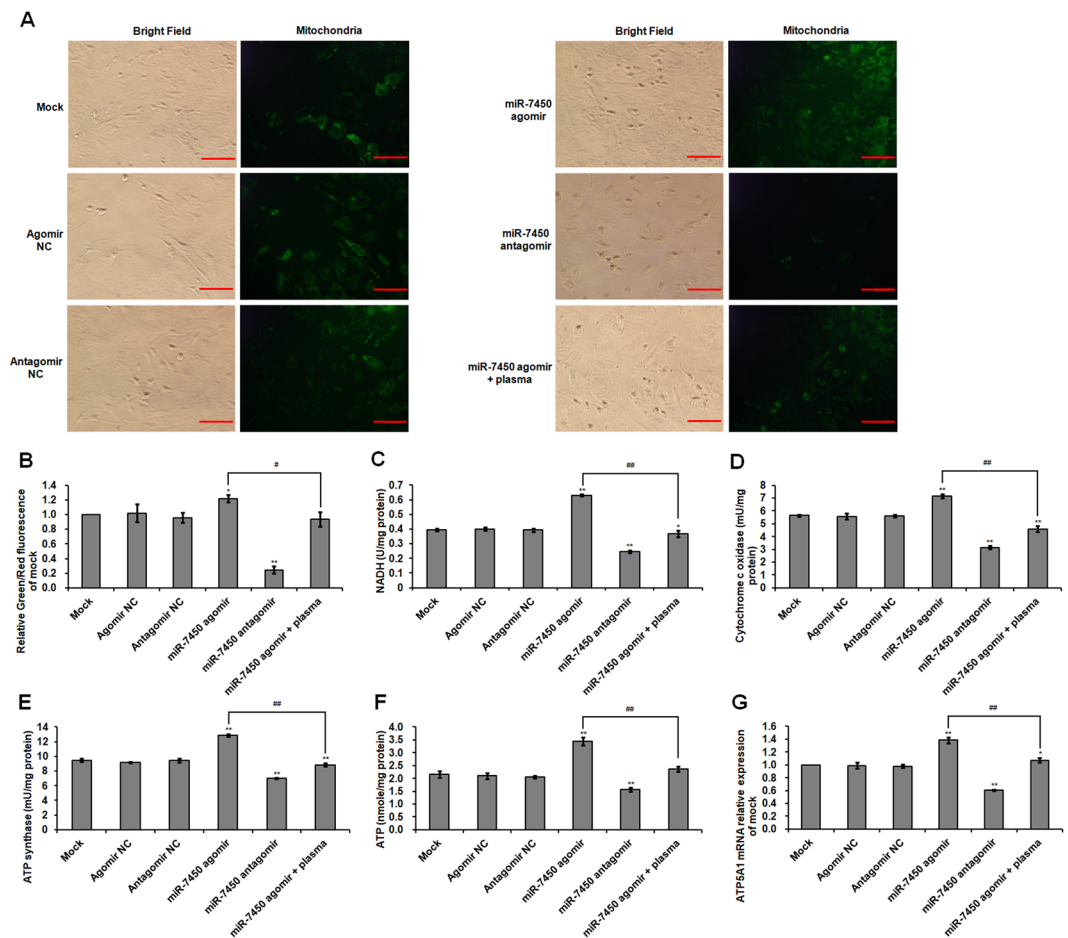 A
Bright Field Mitochondria Bright Field Mitochondria
Mock
miR-7450
agomir
Agomir
NC
miR-7450
antagomir
Antagomir
NC
miR-7450 agomir
+ plasma
B
Relative Green/Red fluorescence
of mock
1.4
1.2
1.0
0.8
0.6
0.4
0.2
0.0
*
**
#
Mock
Agomir NC
Antagomir NC
miR-7450 agomir
miR-7450 antagomir
miR-7450 agomir + plasma
C
NADH (U/mg protein)
0.7
0.6
0.5
0.4
0.3
0.2
0.1
0
**
**
*
##
Mock
Agomir NC
Antagomir NC
miR-7450 agomir
miR-7450 antagomir
miR-7450 agomir + plasma
D
Cytochrome c oxidase (mU/mg
protein)
8
7
6
5
4
3
2
1
0
**
**
**
##
Mock
Agomir NC
Antagomir NC
miR-7450 agomir
miR-7450 antagomir
miR-7450 agomir + plasma
E
ATP synthase (mU/mg protein)
14
12
10
8
6
4
2
0
**
**
**
##
Mock
Agomir NC
Antagomir NC
miR-7450 agomir
miR-7450 antagomir
miR-7450 agomir + plasma
F
ATP (nmole/mg protein)
4.0
3.5
3.0
2.5
2.0
1.5
1.0
0.5
0.0
**
**
##
Mock
Agomir NC
Antagomir NC
miR-7450 agomir
miR-7450 antagomir
miR-7450 agomir + plasma
G
ATP5A1 mRNA relative expression
of mock
1.6
1.4
1.2
1.0
0.8
0.6
0.4
0.2
0.0
**
**
*
##
Mock
Agomir NC
Antagomir NC
miR-7450 agomir
miR-7450 antagomir
miR-7450 agomir + plasma